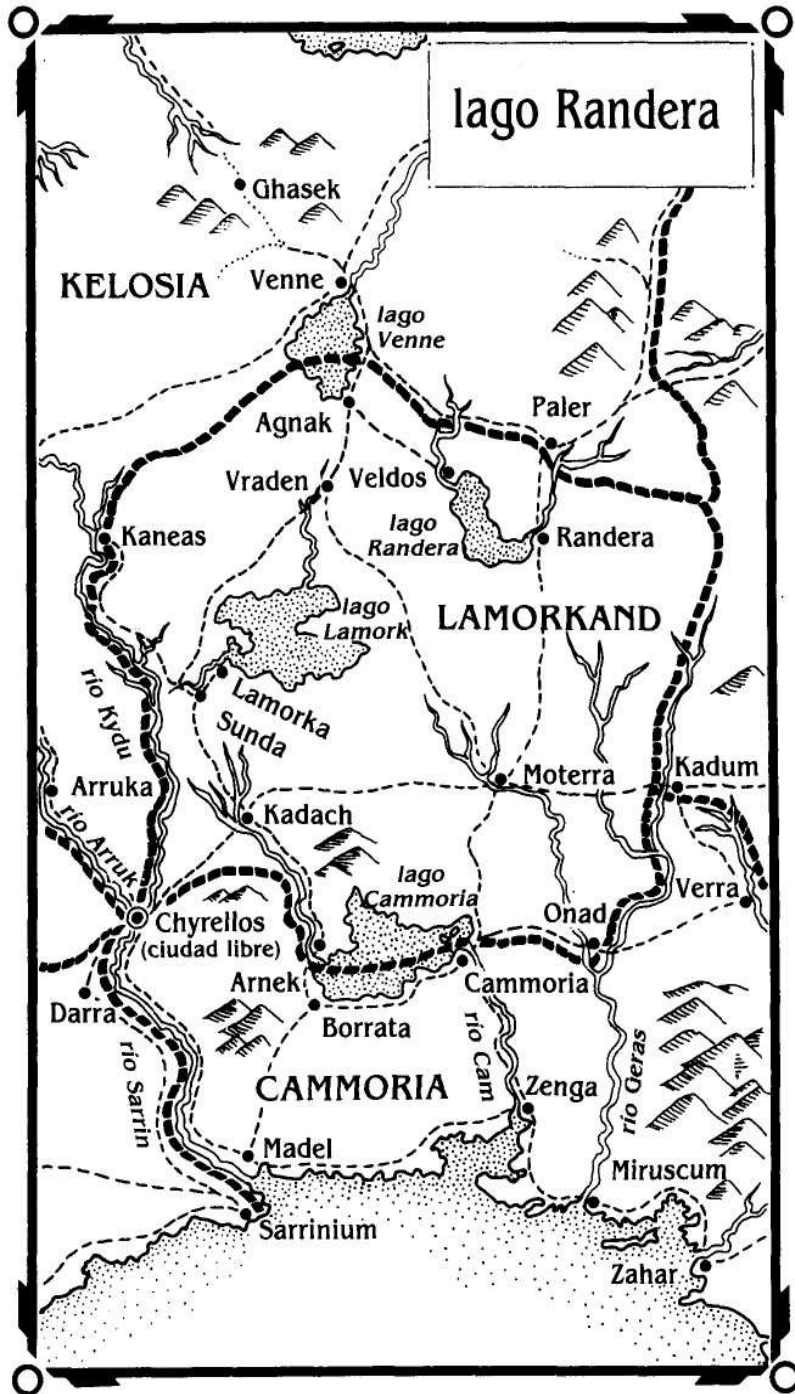 lago Randera
Ghasek
KELOSIA
Venne
lago
Venne
Agnak
Paler
Vraden
Veldos
Kaneas
lago
Randera
Randera
lago
Lamork
LAMORKAND
río Kydu
Lamorka
Sunda
Arruka
río Arruk
Moterra
Kadum
Kadach
lago
Cammoria
Verra
Onad
Chyrellos
(ciudad libre)
Arnek
Cammoria
Darra
Borrata
río Sarrin
río Cam
río Geras
CAMMORIA
Zenga
Madel
Miruscum
Sarrinium
Zahar